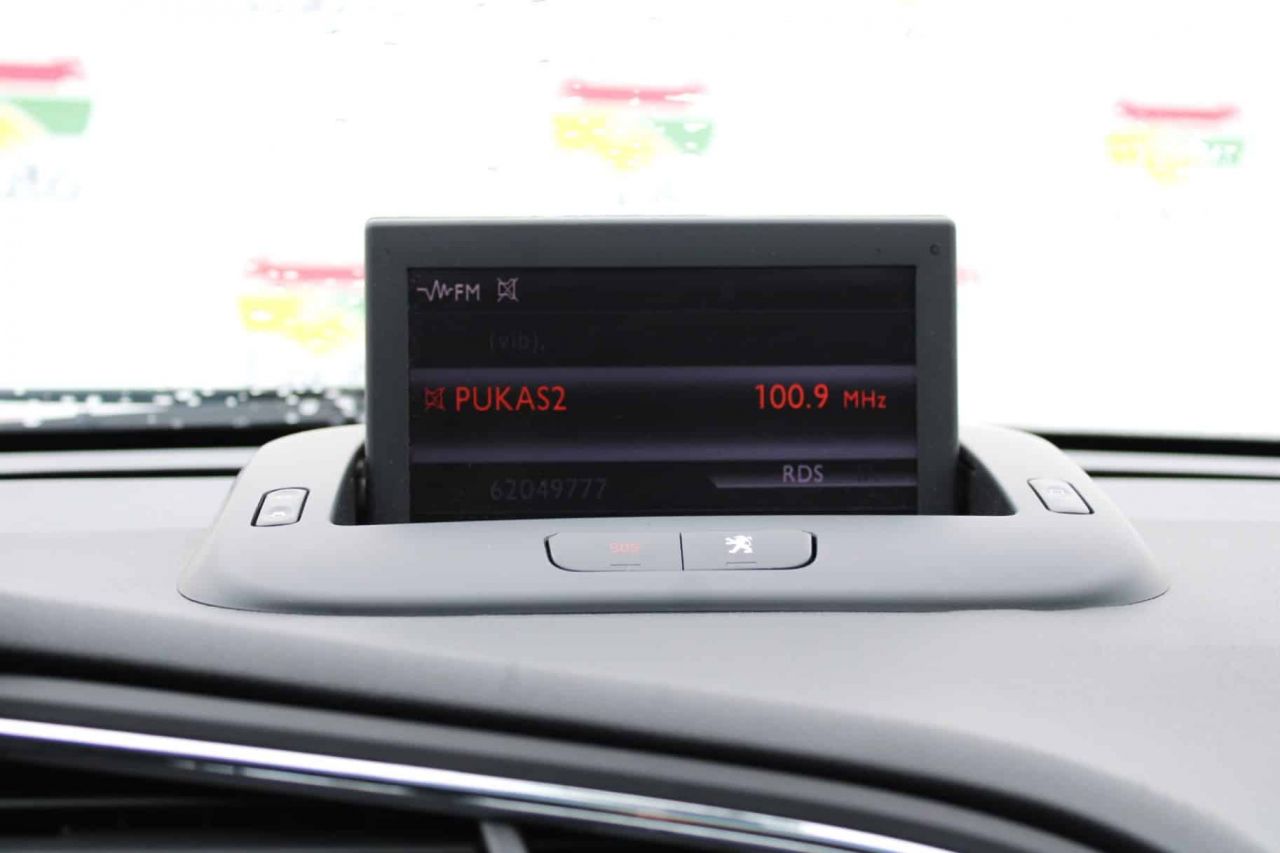 FM
(vib).
PUKAS2 100.9 MHz
RDS
62049777
SOS